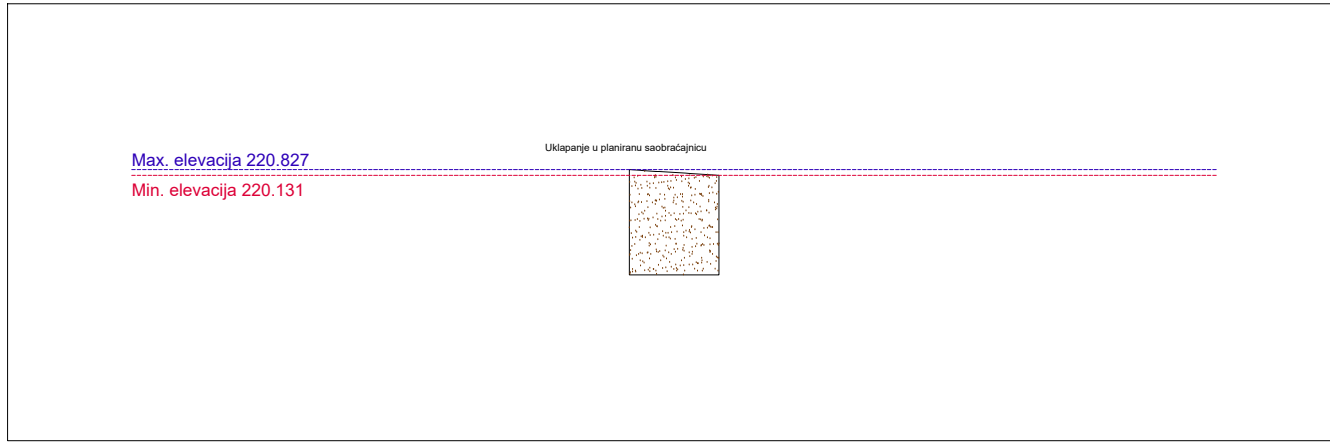 Uklapanje u planiranu saobraćajnicu
Max. elevacija 220.827
Min. elevacija 220.131